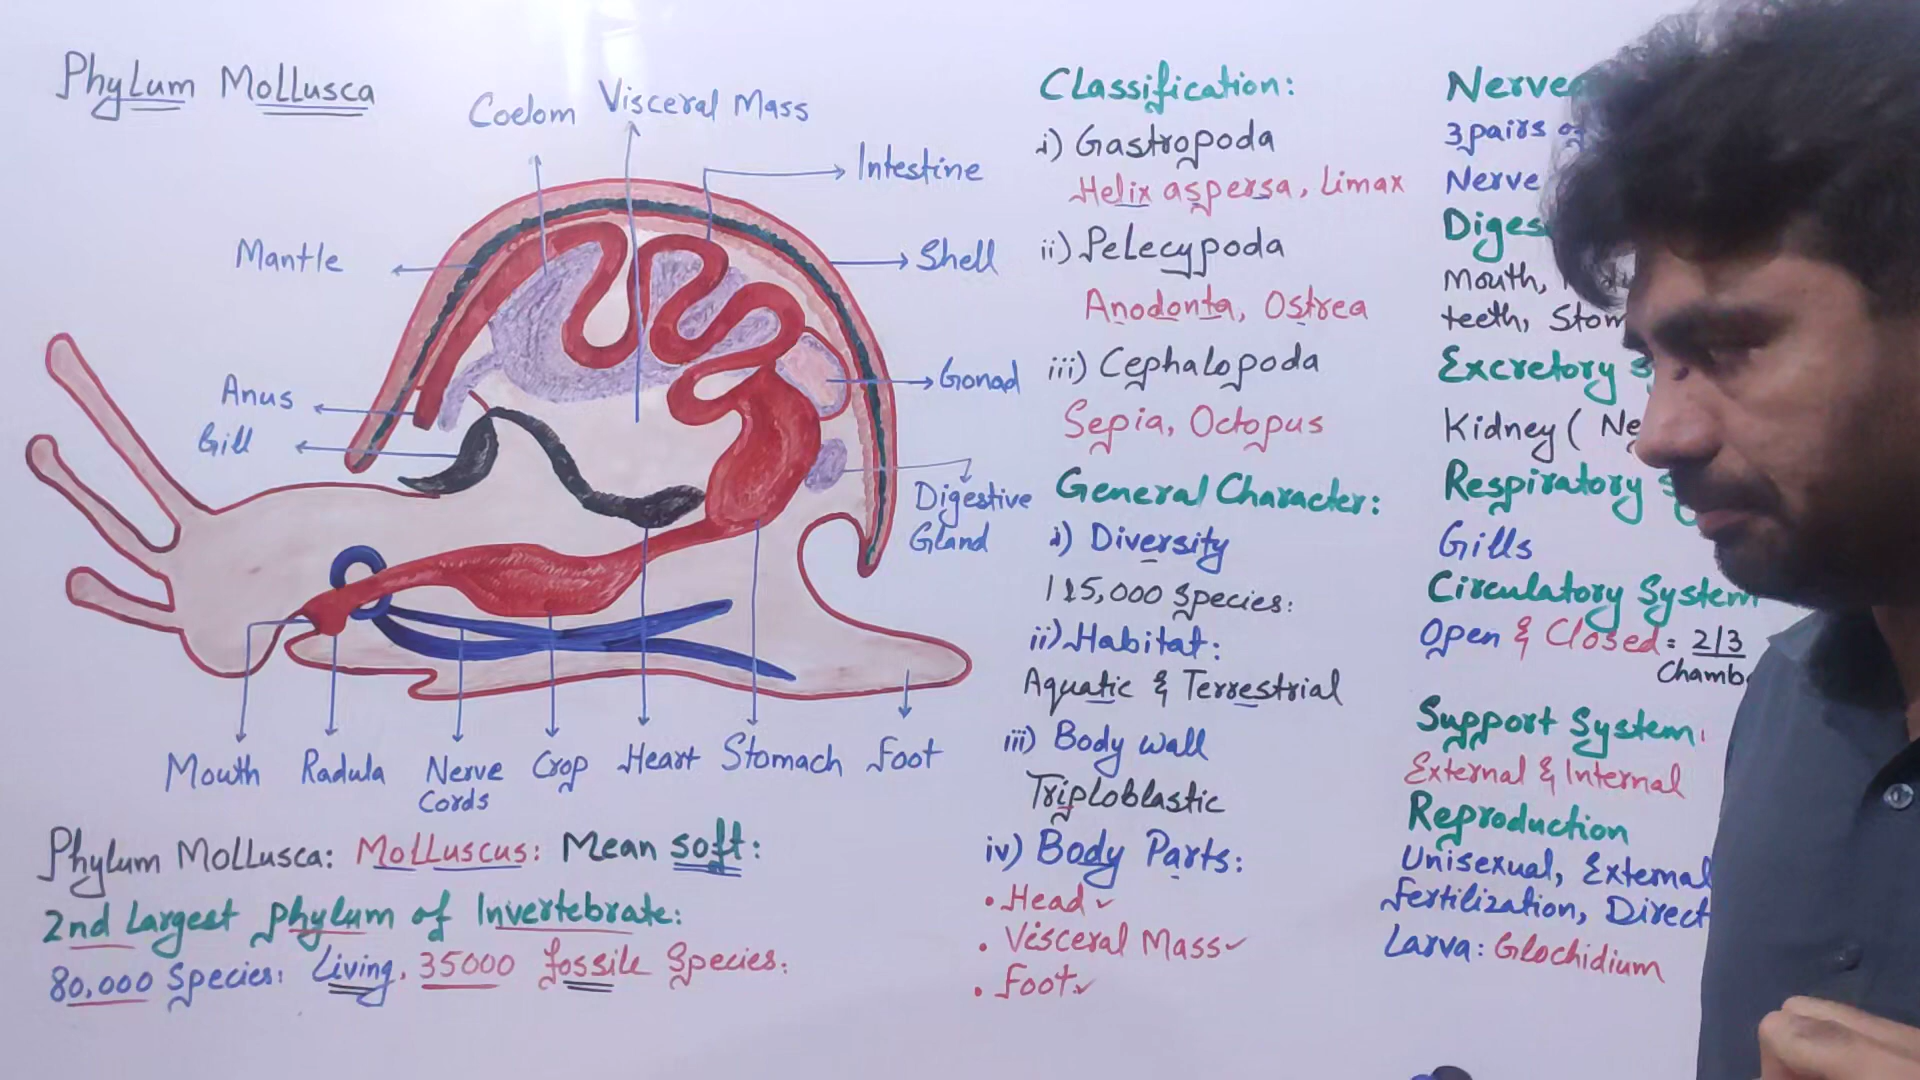 Phylum Mollusca
Coelom
Visceral Mass
Intestine
Mantle
Shell
Anus
Gonad
Gill
Digestive
Gland
Mouth
Radula
Nerve
Cords
Crop
Heart
Stomach
Foot
Phylum Mollusca: Molluscus: Mean soft:
2nd Largest Phylum of Invertebrate:
80,000 Species: Living, 35000 fossile Species:
Classification:
i) Gastropoda
Helix aspersa, Limax
ii) Pelecypoda
Anodonta, Ostrea
iii) Cephalopoda
Sepia, Octopus
General Character:
i) Diversity
115,000 Species:
ii) Habitat:
Aquatic & Terrestrial
iii) Body wall
Triploblastic
iv) Body Parts:
• Head ✓
• Visceral Mass ✓
• Foot ✓
3 pairs of
Nerve
Mouth,
teeth,
Excretory
Kidney (
Respiratory
Gills
Circulatory System
Open & Closed: 2/3
Support System:
External & Internal
Reproduction
Unisexual, External
fertilization, Direct
Larva: Glochidium